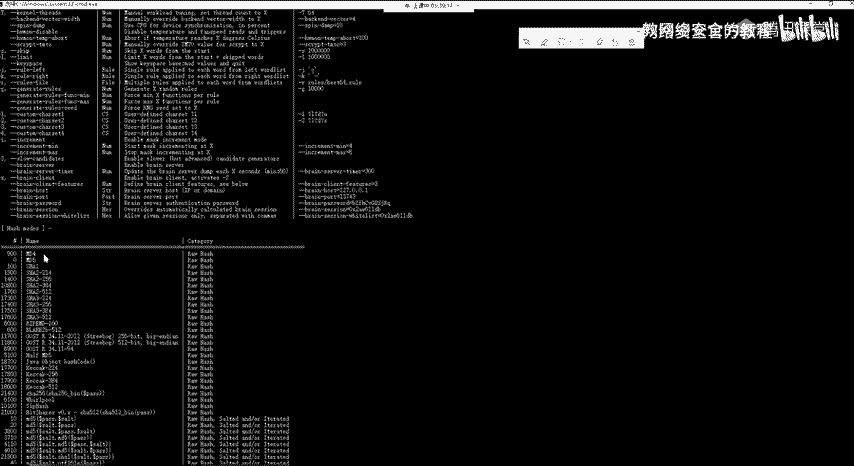 --kernel-threads | Num | Manual workload tuning, set thread count to X | -T 64
--backend-vector-width | Num | Manually override backend vector-width to X | --backend-vector=4
--spin-damp | Num | Use CPU for device synchronization, in percent | --spin-damp=10
--hwmon-disable | | Disable temperature and fanspeed reads and triggers
--hwmon-temp-abort | Num | Abort if temperature reaches X degrees Celsius | --hwmon-temp-abort=100
--scrypt-tmto | Num | Manually override TMTO value for scrypt to X | --scrypt-tmto=3
--skip | Num | Skip X words from the start | -s 1000000
--limit | Num | Limit X words from the start + skipped words | -l 1000000
--keyspace | | Show keyspace base:mod values and quit
--rule-left | Rule | Single rule applied to each word from left wordlist
--rule-right | Rule | Single rule applied to each word from right wordlist
--rules-file | File | Multiple rules applied to each word from wordlists | -r rules/best64.rule
--generate-rules | Num | Generate X random rules | -g 10000
--generate-rules-func-min | Num | Force min X functions per rule
--generate-rules-func-max | Num | Force max X functions per rule
--generate-rules-seed | Num | Force RNG seed set to X
--custom-charset1 | CS | User-defined charset ?1 | -1 ?l?d?u
--custom-charset2 | CS | User-defined charset ?2 | -2 ?l?d?s
--custom-charset3 | CS | User-defined charset ?3
--custom-charset4 | CS | User-defined charset ?4
--increment | | Enable mask increment mode
--increment-min | Num | Start mask incrementing at X | --increment-min=4
--increment-max | Num | Stop mask incrementing at X | --increment-max=8
--slow-candidates | | Enable slower (but advanced) candidate generators
--brain-server | | Enable brain server
--brain-server-timer | Num | Update the brain server dump each X seconds (min:60) | --brain-server-timer=300
--brain-client | | Enable brain client, activates -S
--brain-client-features | Num | Define brain client features, see below | --brain-client-features=3
--brain-host | Str | Brain server host (IP or domain) | --brain-host=127.0.0.1
--brain-port | Port | Brain server port | --brain-port=13743
--brain-password | Str | Brain server authentication password
--brain-session | Hex | Overrides automatically calculated brain session | --brain-session=0x2ae611db
--brain-session-whitelist | Hex | Allow given sessions only, separated with commas | --brain-session-whitelist=0x2ae611db
[ Hash modes ] -
# | Name | Category
900 | MD4 | Raw Hash
0 | MD5 | Raw Hash
100 | SHA1 | Raw Hash
1300 | SHA2-224 | Raw Hash
1400 | SHA2-256 | Raw Hash
10800 | SHA2-384 | Raw Hash
1700 | SHA2-512 | Raw Hash
17300 | SHA3-224 | Raw Hash
17400 | SHA3-256 | Raw Hash
17500 | SHA3-384 | Raw Hash
17600 | SHA3-512 | Raw Hash
6000 | RIPEMD-160 | Raw Hash
600 | BLAKE2b-512 | Raw Hash
11700 | GOST R 34.11-2012 (Streebog) 256-bit, big-endian | Raw Hash
11800 | GOST R 34.11-2012 (Streebog) 512-bit, big-endian | Raw Hash
6900 | GOST R 34.11-94 | Raw Hash
5100 | Half MD5 | Raw Hash
18700 | Java Object hashCode() | Raw Hash
17700 | Keccak-224 | Raw Hash
17800 | Keccak-256 | Raw Hash
17900 | Keccak-384 | Raw Hash
18000 | Keccak-512 | Raw Hash
21400 | sha256(sha256_bin($pass)) | Raw Hash
6100 | Whirlpool | Raw Hash
10100 | SipHash | Raw Hash
21000 | BitShares v0.x - sha512(sha512_bin(pass)) | Raw Hash
10 | md5($pass.$salt) | Raw Hash, Salted and/or Iterated
20 | md5($salt.$pass) | Raw Hash, Salted and/or Iterated
3800 | md5($salt.$pass.$salt) | Raw Hash, Salted and/or Iterated
3710 | md5($salt.md5($pass)) | Raw Hash, Salted and/or Iterated
4110 | md5($salt.md5($pass.$salt)) | Raw Hash, Salted and/or Iterated
4010 | md5($salt.md5($salt.$pass)) | Raw Hash, Salted and/or Iterated
21300 | md5($salt.sha1($salt.$pass)) | Raw Hash, Salted and/or Iterated
40 | md5($salt.utf16le($pass)) | Raw Hash, Salted and/or Iterated
教网络安全的教程
bilibili